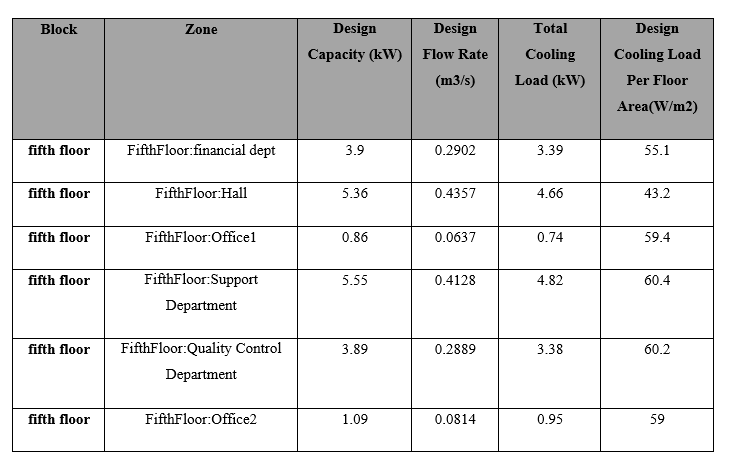 Block Zone Design Capacity (kW) Design Flow Rate (m3/s) Total Cooling Load (kW) Design Cooling Load Per Floor Area(W/m2)
fifth floor FifthFloor:financial dept 3.9 0.2902 3.39 55.1
fifth floor FifthFloor:Hall 5.36 0.4357 4.66 43.2
fifth floor FifthFloor:Office1 0.86 0.0637 0.74 59.4
fifth floor FifthFloor:Support Department 5.55 0.4128 4.82 60.4
fifth floor FifthFloor:Quality Control Department 3.89 0.2889 3.38 60.2
fifth floor FifthFloor:Office2 1.09 0.0814 0.95 59